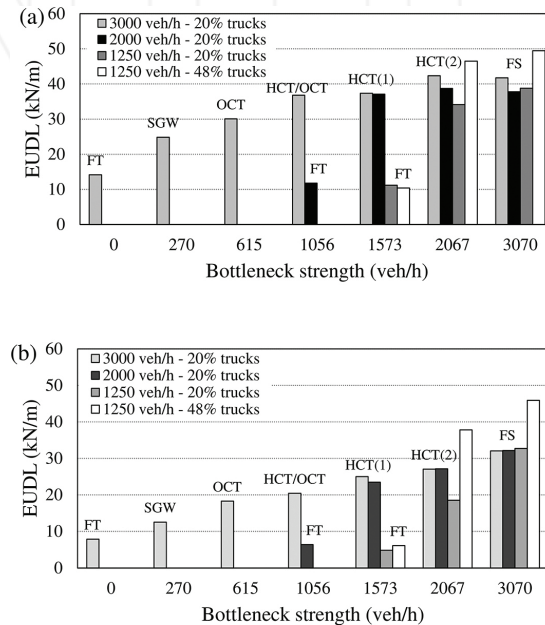 (a)
3000 veh/h - 20% trucks
2000 veh/h - 20% trucks
1250 veh/h - 20% trucks
1250 veh/h - 48% trucks
EUDL (kN/m)
60
50
40
30
20
10
0
FT
SGW
OCT
HCT/OCT
FT
HCT(1)
FT
HCT(2)
FS
0 270 615 1056 1573 2067 3070
Bottleneck strength (veh/h)
(b)
3000 veh/h - 20% trucks
2000 veh/h - 20% trucks
1250 veh/h - 20% trucks
1250 veh/h - 48% trucks
EUDL (kN/m)
60
50
40
30
20
10
0
FT
SGW
OCT
HCT/OCT
FT
HCT(1)
FT
HCT(2)
FS
0 270 615 1056 1573 2067 3070
Bottleneck strength (veh/h)